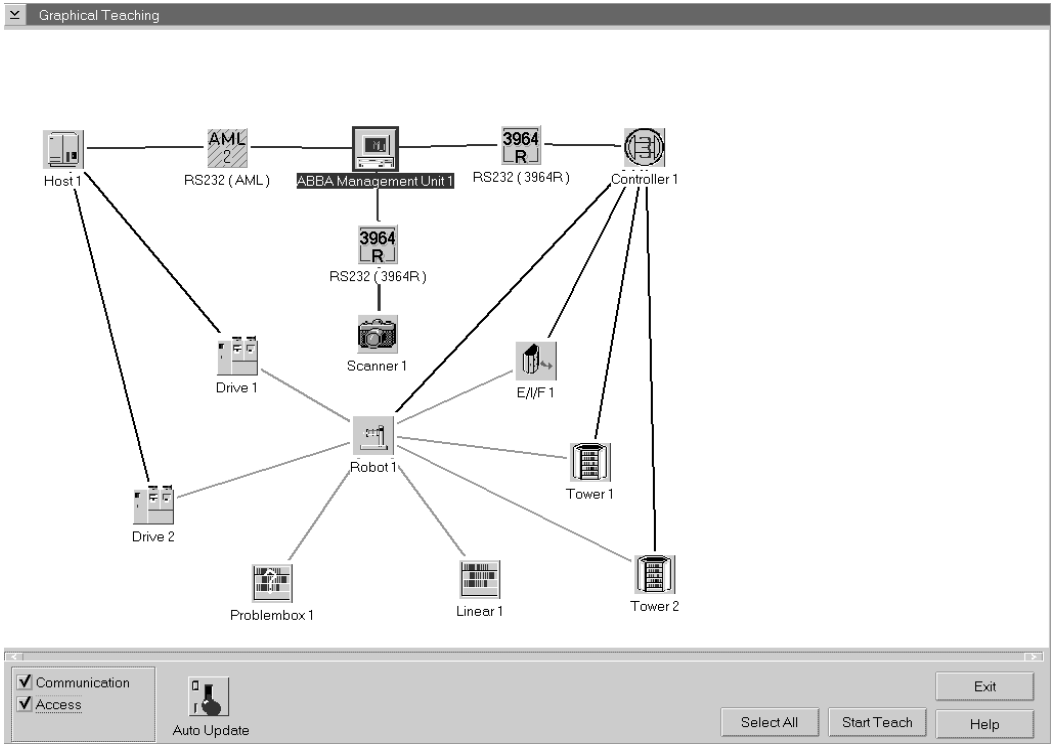 Graphical Teaching
AML
2
3964
R
Host 1
RS232 ( AML )
ABBA Management Unit 1
RS232 ( 3964R )
Controller 1
3964
R
RS232 ( 3964R )
Scanner 1
Drive 1
E/I/F 1
Robot 1
Tower 1
Drive 2
Problembox 1
Linear 1
Tower 2
Communication
Access
Auto Update
Select All
Start Teach
Exit
Help